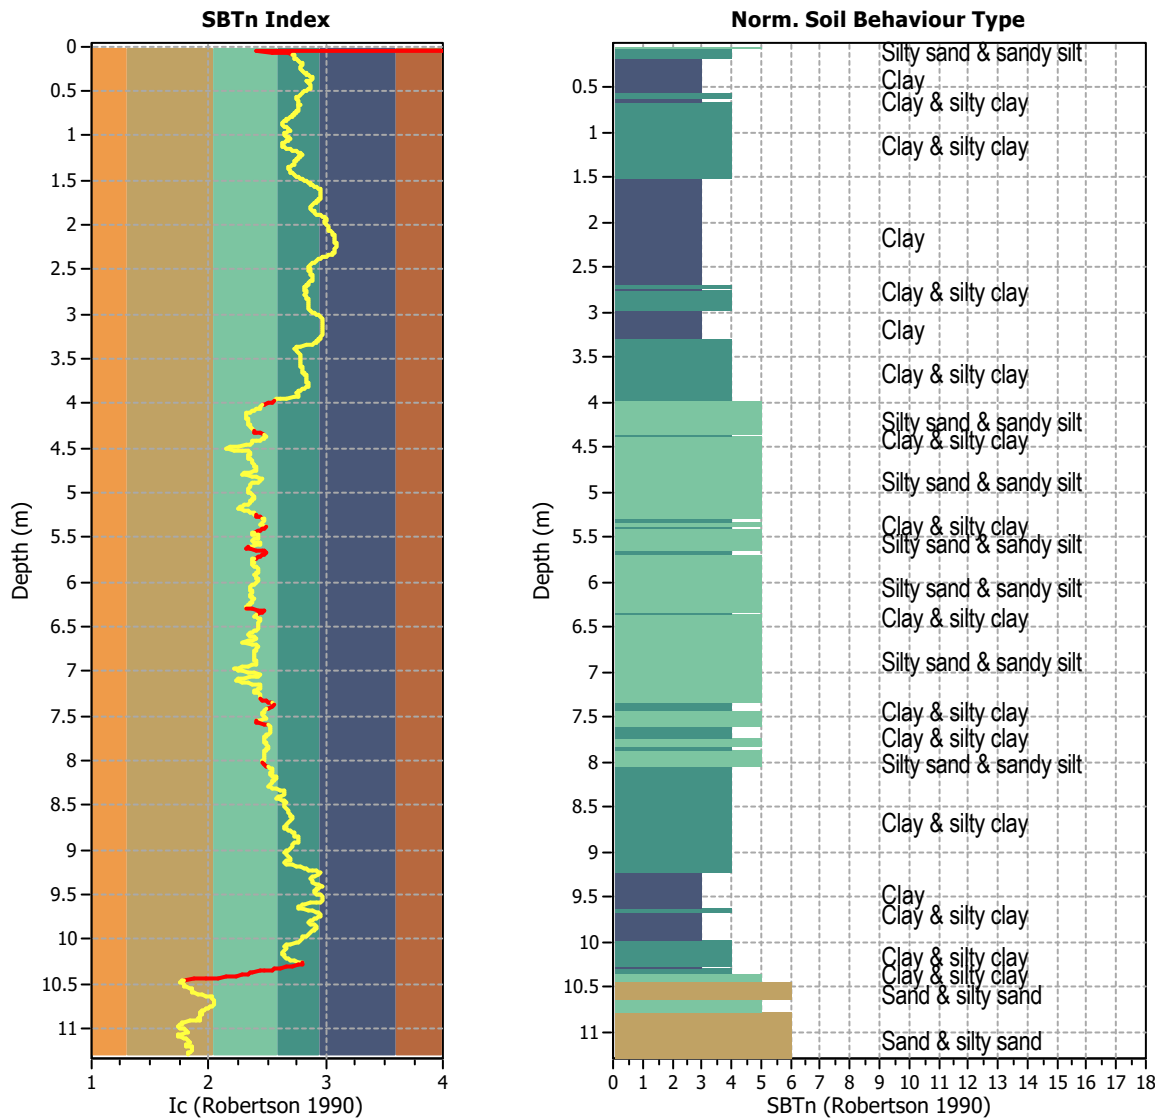 SBTn Index
0
0.5
1
1.5
2
2.5
3
3.5
4
4.5
5
5.5
6
6.5
7
7.5
8
8.5
9
9.5
10
10.5
11
Depth (m)
1 2 3 4
Ic (Robertson 1990)
Norm. Soil Behaviour Type
0.5
1
1.5
2
2.5
3
3.5
4
4.5
5
5.5
6
6.5
7
7.5
8
8.5
9
9.5
10
10.5
11
Depth (m)
Silty sand & sandy silt
Clay
Clay & silty clay
Clay & silty clay
Clay
Clay & silty clay
Clay
Clay & silty clay
Silty sand & sandy silt
Clay & silty clay
Silty sand & sandy silt
Clay & silty clay
Silty sand & sandy silt
Silty sand & sandy silt
Clay & silty clay
Silty sand & sandy silt
Clay & silty clay
Clay & silty clay
Silty sand & sandy silt
Clay & silty clay
Clay
Clay & silty clay
Clay & silty clay
Clay & silty clay
Sand & silty sand
Sand & silty sand
0 1 2 3 4 5 6 7 8 9 10 11 12 13 14 15 16 17 18
SBTn (Robertson 1990)